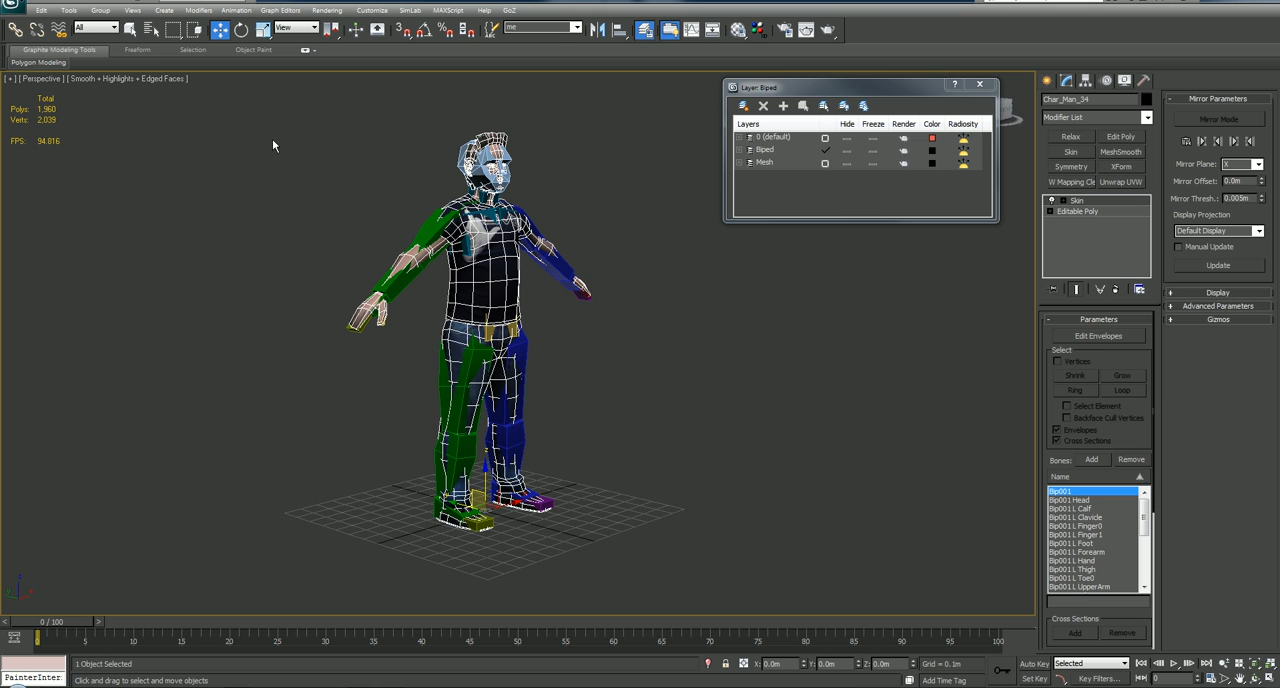 Edit Tools Group Views Create Modifiers Animation Graph Editors Rendering Customize SimLab MAXScript Help GoZ
All View me
Graphite Modeling Tools Freeform Selection Object Paint
Polygon Modeling
[ + ] [ Perspective ] [ Smooth + Highlights + Edged Faces ]
Total
Polys: 1,960
Verts: 2,039
FPS: 94.816
Layer: Biped
Layers Hide Freeze Render Color Radiosity
0 (default)
Biped
Mesh
Char_Man_34
Modifier List
Relax Edit Poly
Skin MeshSmooth
Symmetry XForm
W Mapping Cle Unwrap UVW
Skin
Editable Poly
Parameters
Edit Envelopes
Select
Vertices
Shrink Grow
Ring Loop
Select Element
Backface Cull Vertices
Envelopes
Cross Sections
Bones: Add Remove
Name
Bip001
Bip001 Head
Bip001 L Calf
Bip001 L Clavicle
Bip001 L Finger0
Bip001 L Finger1
Bip001 L Foot
Bip001 L Forearm
Bip001 L Hand
Bip001 L Thigh
Bip001 L Toe0
Bip001 L UpperArm
Cross Sections
Add Remove
Mirror Parameters
Mirror Mode
Mirror Plane: X
Mirror Offset: 0.0m
Mirror Thresh.: 0.005m
Display Projection
Default Display
Manual Update
Update
Display
Advanced Parameters
Gizmos
0 / 100
0 5 10 15 20 25 30 35 40 45 50 55 60 65 70 75 80 85 90 95 100
1 Object Selected X: 0.0m Y: 0.0m Z: 0.0m Grid = 0.1m Auto Key Selected
PainterInter Click and drag to select and move objects Add Time Tag Set Key Key Filters... 0